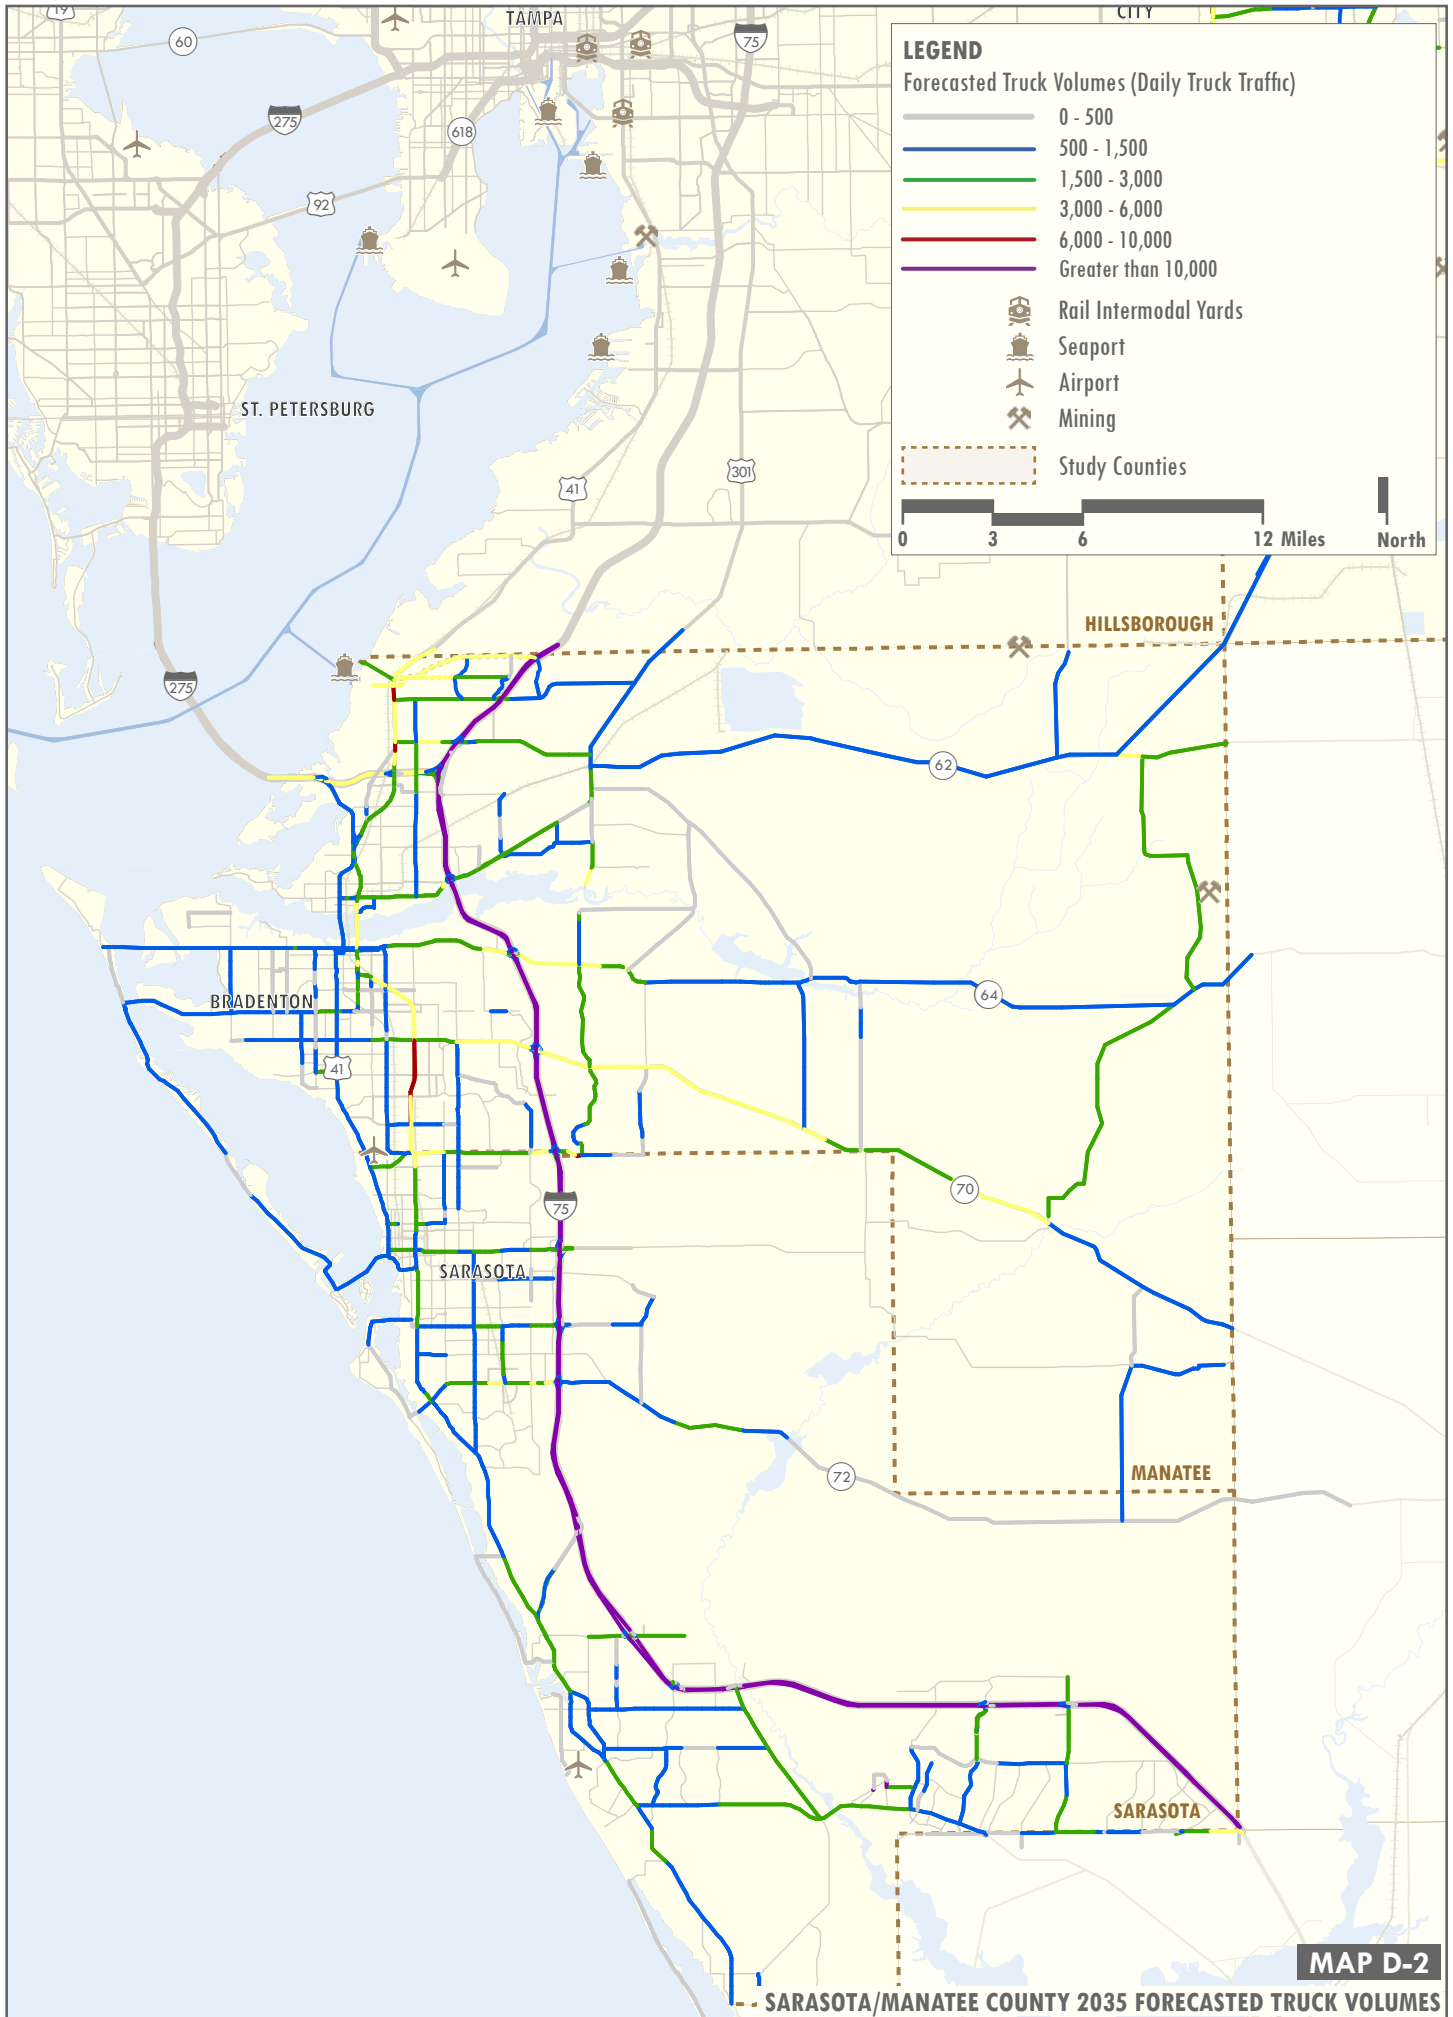 19
TAMPA
CITY
60
75
275
618
92
LEGEND
Forecasted Truck Volumes (Daily Truck Traffic)
0 - 500
500 - 1,500
1,500 - 3,000
3,000 - 6,000
6,000 - 10,000
Greater than 10,000
Rail Intermodal Yards
Seaport
Airport
Mining
Study Counties
0 3 6 12 Miles North
ST. PETERSBURG
301
41
HILLSBOROUGH
275
62
64
BRADENTON
41
70
75
SARASOTA
72
MANATEE
SARASOTA
MAP D-2
SARASOTA/MANATEE COUNTY 2035 FORECASTED TRUCK VOLUMES